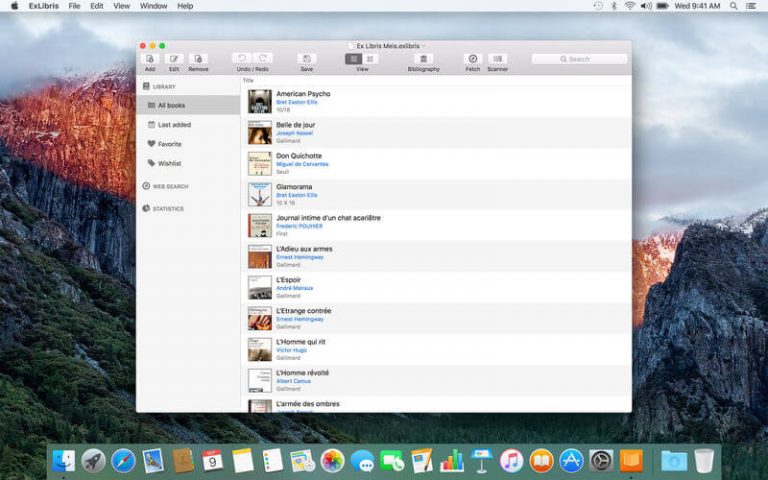 ExLibris File Edit View Window Help Wed 9:41 AM
Ex Libris Meis.exlibris
Add Edit Remove Undo / Redo Save View Bibliography Fetch Scanner Search
LIBRARY
All books
Last added
Favorite
Wishlist
WEB SEARCH
STATISTICS
Title
American Psycho
Bret Easton Ellis
10/18
Belle de jour
Joseph Kessel
Gallimard
Don Quichotte
Miguel de Cervantes
Seuil
Glamorama
Bret Easton Ellis
10 X 18
Journal intime d'un chat acariâtre
Frederic POUHIER
First
L'Adieu aux armes
Ernest Hemingway
Gallimard
L'Espoir
André Malraux
Gallimard
L'Etrange contrée
Ernest Hemingway
Gallimard
L'Homme qui rit
Victor Hugo
Gallimard
L'Homme révolté
Albert Camus
Gallimard
L'armée des ombres
SEP
9